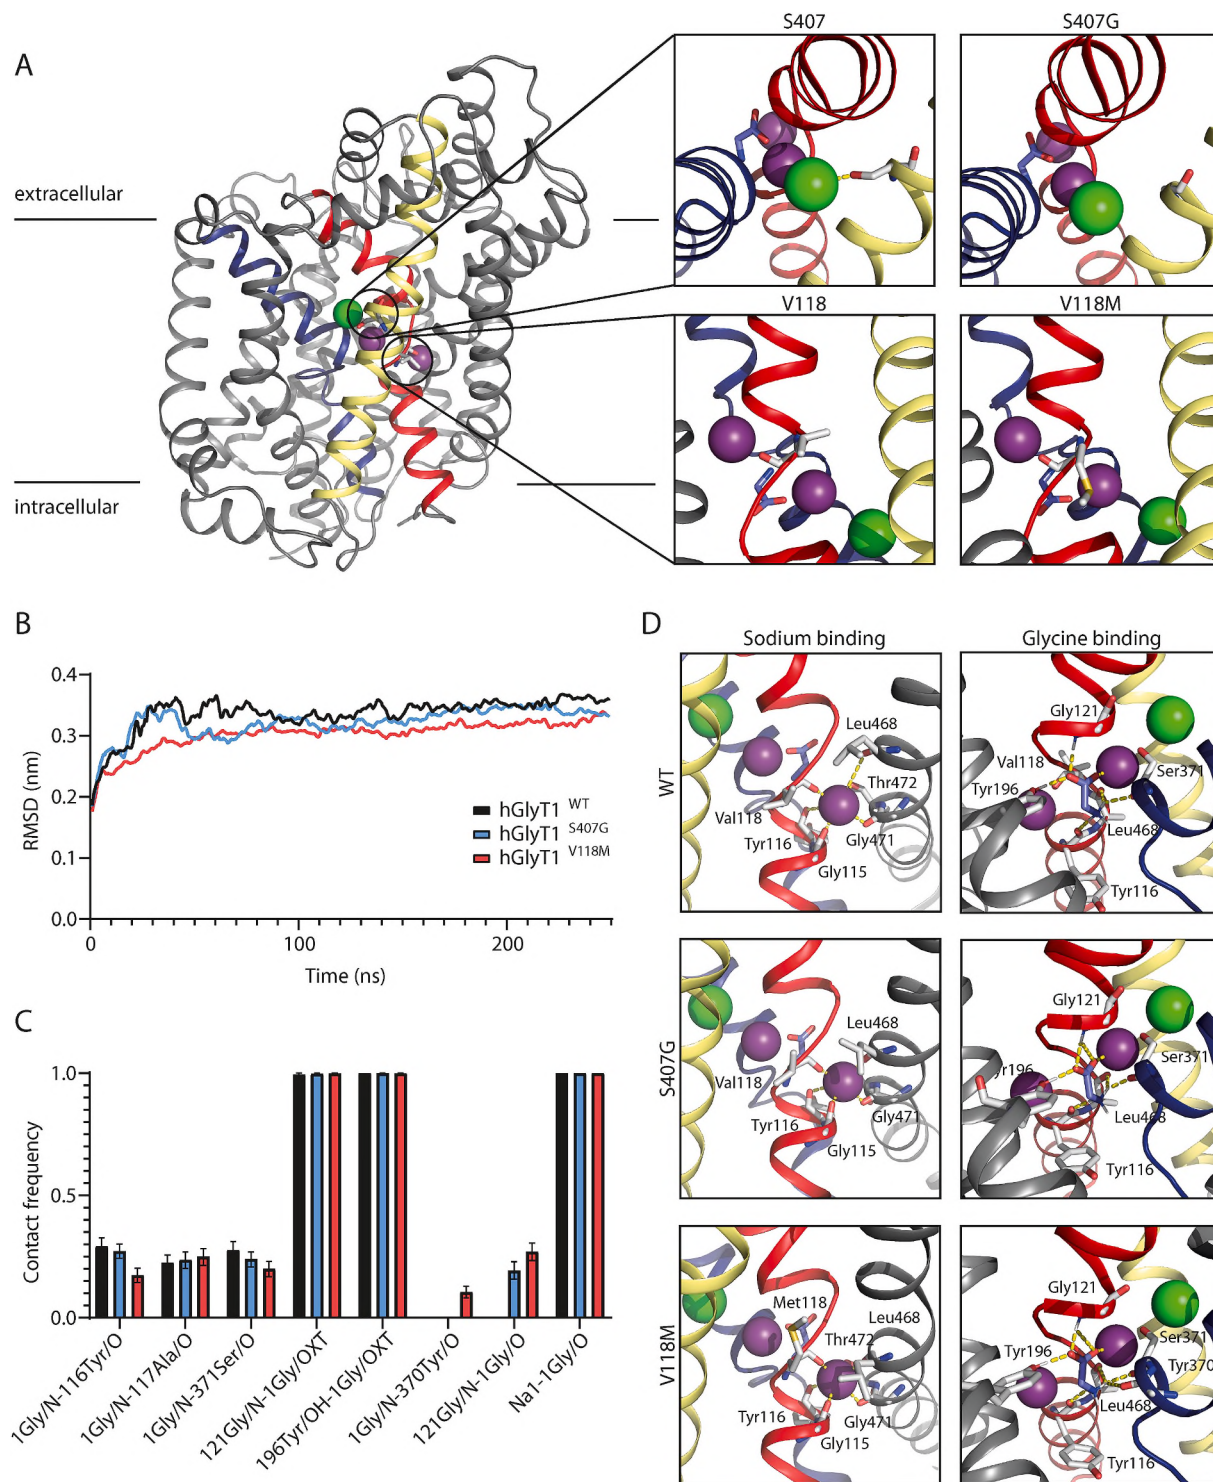 A
S407
S407G
extracellular
intracellular
V118
V118M
B
RMSD (nm)
0.4
0.3
0.2
0.1
0.0
0
100
200
Time (ns)
hGlyT1 WT
hGlyT1 S407G
hGlyT1 V118M
C
Contact frequency
1.0
0.5
0.0
1Gly/N-116Tyr/O
1Gly/N-117Ala/O
1Gly/N-371Ser/O
121Gly/N-1Gly/OXT
196Tyr/OH-1Gly/OXT
1Gly/N-370Tyr/O
121Gly/N-1Gly/O
Na1-1Gly/O
D
Sodium binding
Glycine binding
WT
Leu468
Thr472
Val118
Tyr116
Gly471
Gly115
Gly121
Val118
Tyr196
Ser371
Leu468
Tyr116
S407G
Leu468
Val118
Tyr116
Gly471
Gly115
Gly121
yr196
Ser371
Leu468
Tyr116
V118M
Met118
Leu468
Thr472
Tyr116
Gly471
Gly115
Gly121
Tyr196
Ser371
Tyr370
Leu468
Tyr116